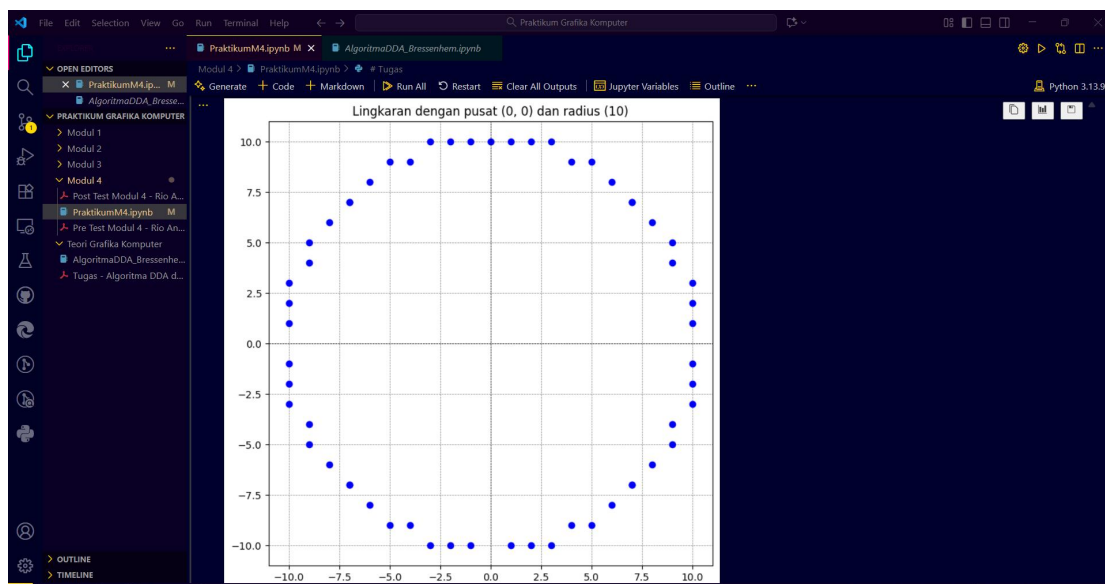 File Edit Selection View Go Run Terminal Help
Praktikum Grafika Komputer
PraktikumM4.ipynb M
AlgoritmaDDA_Bressenhem.ipynb
Modul 4 > PraktikumM4.ipynb > # Tugas
Generate + Code + Markdown Run All Restart Clear All Outputs Jupyter Variables Outline ...
Python 3.13.9
OPEN EDITORS
PraktikumM4.ip... M
AlgoritmaDDA_Bresse...
PRAKTIKUM GRAFIKA KOMPUTER
Modul 1
Modul 2
Modul 3
Modul 4
Post Test Modul 4 - Rio A...
PraktikumM4.ipynb M
Pre Test Modul 4 - Rio An...
Teori Grafika Komputer
AlgoritmaDDA_Bressenhe...
Tugas - Algoritma DDA d...
OUTLINE
TIMELINE
1
Lingkaran dengan pusat (0, 0) dan radius (10)
10.0
7.5
5.0
2.5
0.0
−2.5
−5.0
−7.5
−10.0
−10.0 −7.5 −5.0 −2.5 0.0 2.5 5.0 7.5 10.0